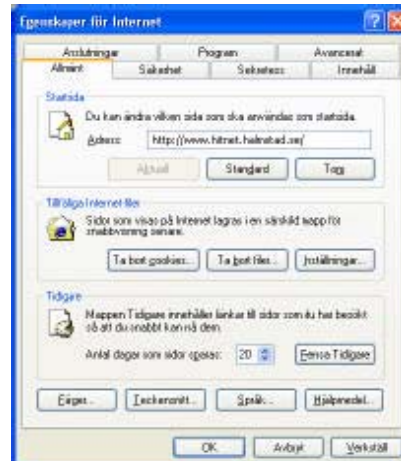 Egenskaper för Internet
Anslutningar Program Avancerat
Allmänt Säkerhet Sekretess Innehåll
Startsida
Du kan ändra vilken sida som ska användas som startsida.
Adress: http://www.hitnet.halmstad.se/
Aktuell Standard Tom
Tillfälliga Internet-filer
Sidor som visas på Internet lagras i en särskild mapp för
snabbvisning senare.
Ta bort cookies... Ta bort filer... Inställningar...
Tidigare
Mappen Tidigare innehåller länkar till sidor som du har besökt
så att du snabbt kan nå dem.
Antal dagar som sidor sparas: 20 Rensa Tidigare
Färger... Teckensnitt... Språk... Hjälpmedel...
OK Avbryt Verkställ